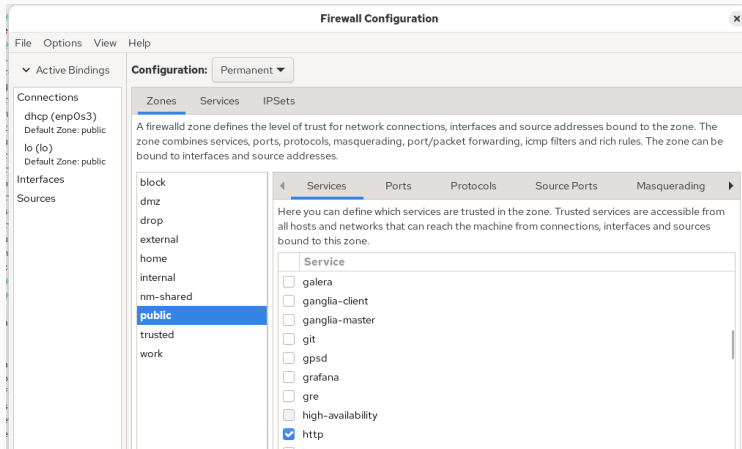 Firewall Configuration
File Options View Help
Active Bindings
Configuration: Permanent
Connections
dhcp (enp0s3)
Default Zone: public
lo (lo)
Default Zone: public
Interfaces
Sources
Zones Services IPSets
A firewalld zone defines the level of trust for network connections, interfaces and source addresses bound to the zone. The
zone combines services, ports, protocols, masquerading, port/packet forwarding, icmp filters and rich rules. The zone can be
bound to interfaces and source addresses.
block
dmz
drop
external
home
internal
nm-shared
public
trusted
work
Services Ports Protocols Source Ports Masquerading
Here you can define which services are trusted in the zone. Trusted services are accessible from
all hosts and networks that can reach the machine from connections, interfaces and sources
bound to this zone.
Service
galera
ganglia-client
ganglia-master
git
gpsd
grafana
gre
high-availability
http